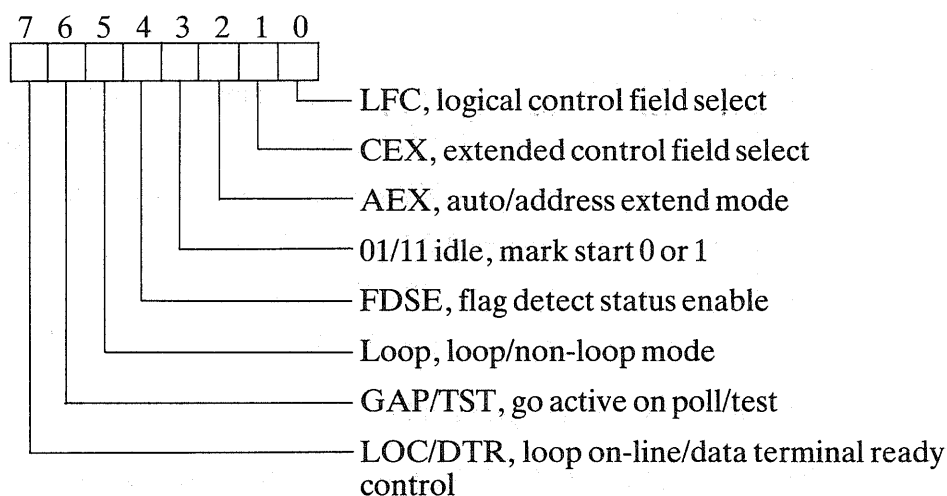 7 6 5 4 3 2 1 0
LFC, logical control field select
CEX, extended control field select
AEX, auto/address extend mode
01/11 idle, mark start 0 or 1
FDSE, flag detect status enable
Loop, loop/non-loop mode
GAP/TST, go active on poll/test
LOC/DTR, loop on-line/data terminal ready
control